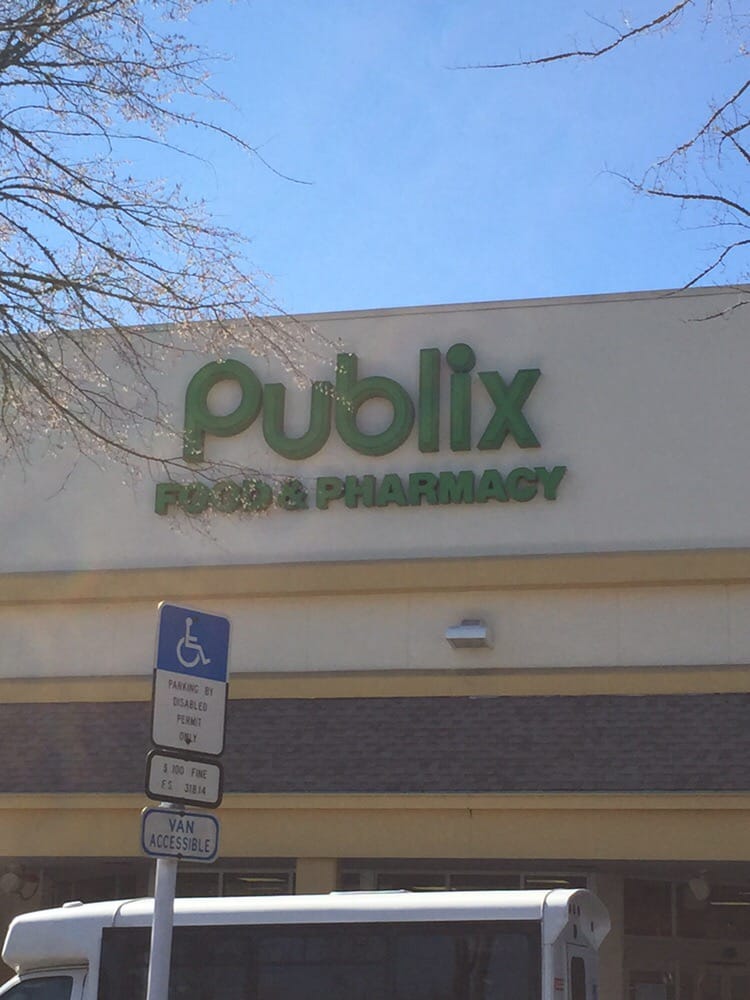 Publix
FOOD & PHARMACY
PARKING BY
DISABLED
PERMIT
ONLY
$ 100 FINE
F.S. 318.14
VAN
ACCESSIBLE